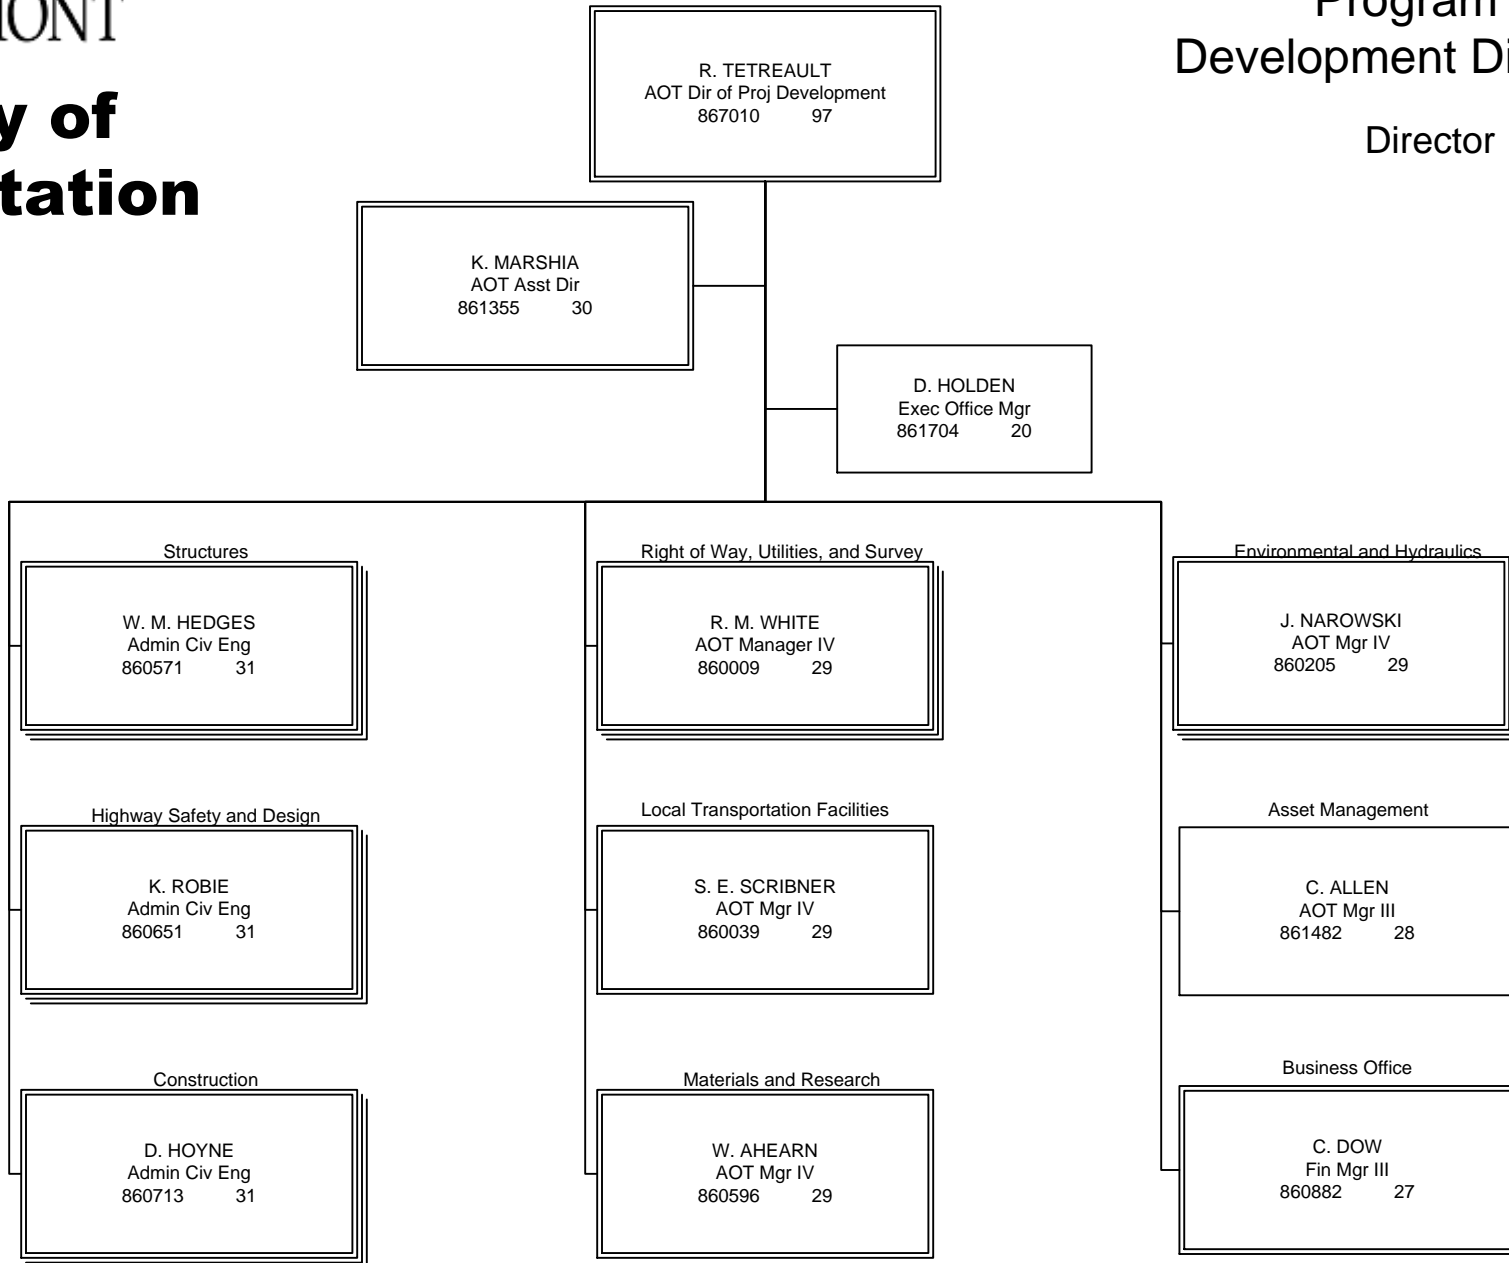 MONT
y of
tation
Program
Development Di
Director
R. TETREAULT
AOT Dir of Proj Development
867010 97
K. MARSHIA
AOT Asst Dir
861355 30
D. HOLDEN
Exec Office Mgr
861704 20
Structures
W. M. HEDGES
Admin Civ Eng
860571 31
Right of Way, Utilities, and Survey
R. M. WHITE
AOT Manager IV
860009 29
Environmental and Hydraulics
J. NAROWSKI
AOT Mgr IV
860205 29
Highway Safety and Design
K. ROBIE
Admin Civ Eng
860651 31
Local Transportation Facilities
S. E. SCRIBNER
AOT Mgr IV
860039 29
Asset Management
C. ALLEN
AOT Mgr III
861482 28
Construction
D. HOYNE
Admin Civ Eng
860713 31
Materials and Research
W. AHEARN
AOT Mgr IV
860596 29
Business Office
C. DOW
Fin Mgr III
860882 27